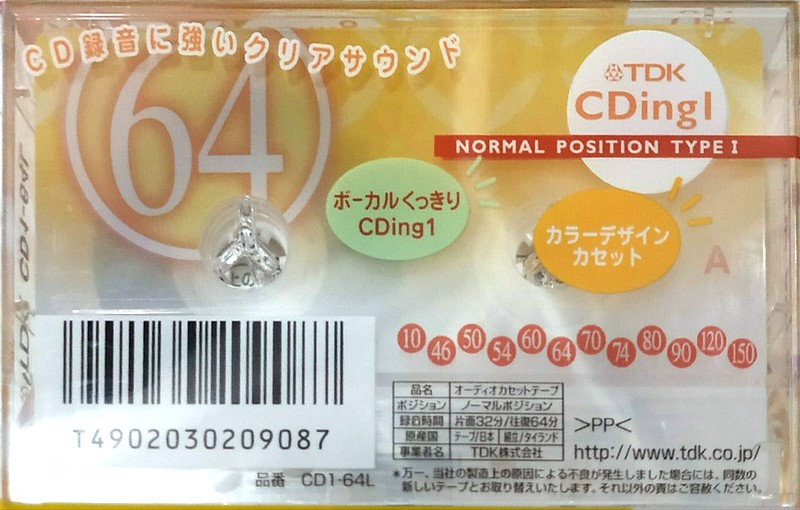 CD録音に強いクリアサウンド
64
TDK
CDing1
NORMAL POSITION TYPE I
ボーカルくっきり
CDing1
カラーデザイン
カセット
A
上の
10 46 50 54 60 64 70 74 80 90 120 150
T4902030209087
品番 CD1-64L
品名 オーディオカセットテープ
ポジション ノーマルポジション
録音時間 片面32分/往復64分
原産国 テープ/日本 組立/タイランド
事業者名 TDK株式会社
>PP<
http://www.tdk.co.jp/
*万一、当社の製造上の原因による不良が発生しました場合には、同数の
新しいテープとお取り替えいたします。それ以外の責はご容赦ください。